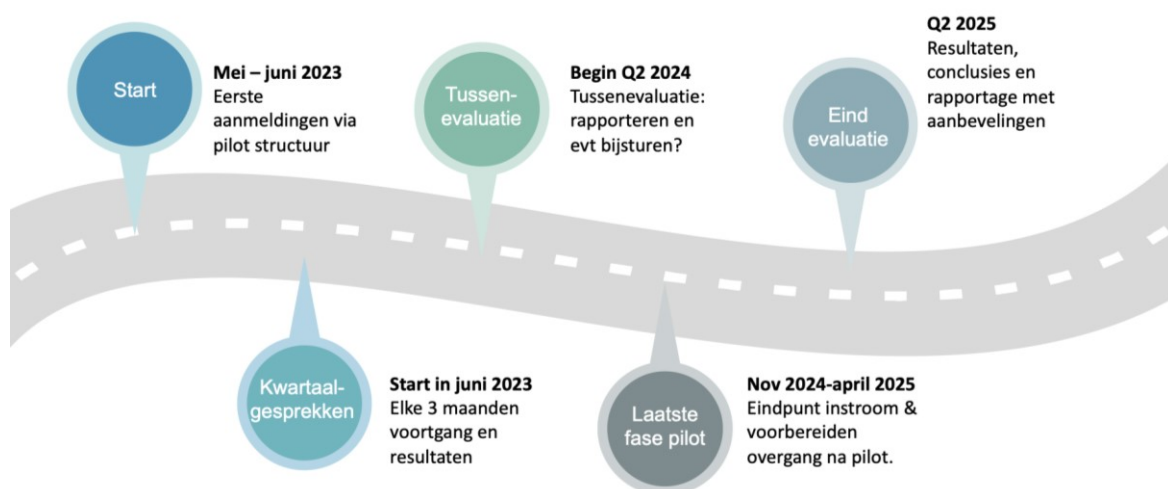 Start
Mei – juni 2023
Eerste
aanmeldingen via
pilot structuur
Kwartaal-
gesprekken
Start in juni 2023
Elke 3 maanden
voortgang en
resultaten
Tussen-
evaluatie
Begin Q2 2024
Tussenevaluatie:
rapporteren en
evt bijsturen?
Laatste
fase pilot
Nov 2024-april 2025
Eindpunt instroom &
voorbereiden
overgang na pilot.
Eind
evaluatie
Q2 2025
Resultaten,
conclusies en
rapportage met
aanbevelingen